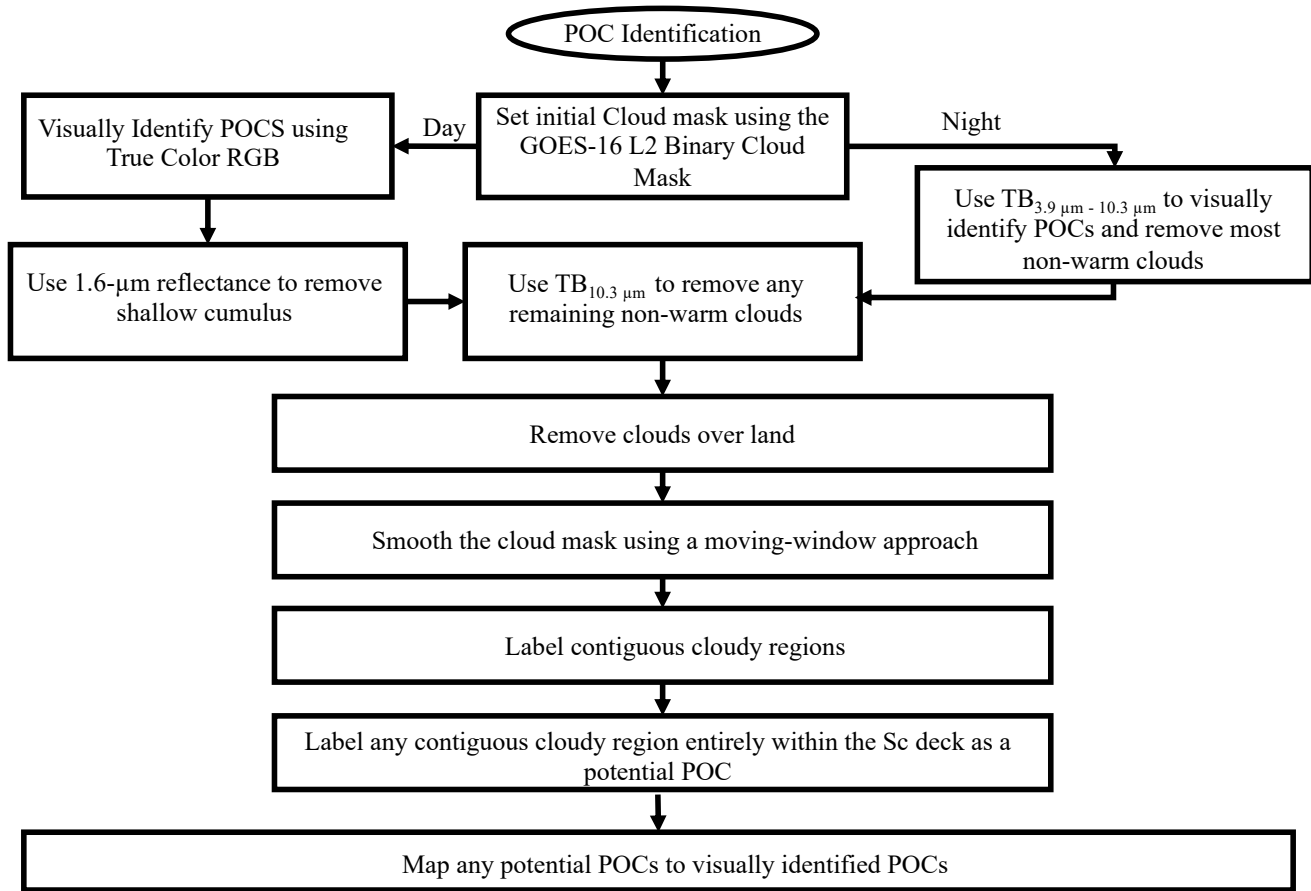 POC Identification
Set initial Cloud mask using the
GOES-16 L2 Binary Cloud
Mask
Day
Night
Visually Identify POCS using
True Color RGB
Use TB3.9 µm - 10.3 µm to visually
identify POCs and remove most
non-warm clouds
Use 1.6-µm reflectance to remove
shallow cumulus
Use TB10.3 µm to remove any
remaining non-warm clouds
Remove clouds over land
Smooth the cloud mask using a moving-window approach
Label contiguous cloudy regions
Label any contiguous cloudy region entirely within the Sc deck as a
potential POC
Map any potential POCs to visually identified POCs